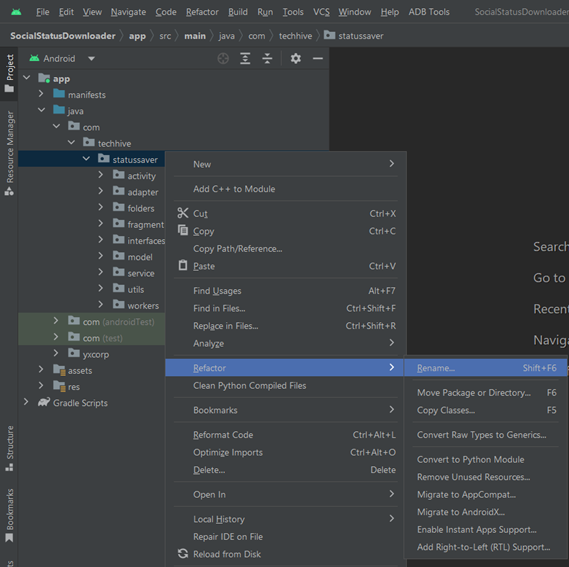 File Edit View Navigate Code Refactor Build Run Tools VCS Window Help ADB Tools SocialStatusDownloader
SocialStatusDownloader app src main java com techhive statussaver
Project
Resource Manager
Structure
Bookmarks
Android
app
manifests
java
com
techhive
statussaver
activity
adapter
folders
fragment
interfaces
model
service
utils
workers
com (androidTest)
com (test)
yxcorp
assets
res
Gradle Scripts
New
Add C++ to Module
Cut Ctrl+X
Copy Ctrl+C
Copy Path/Reference...
Paste Ctrl+V
Find Usages Alt+F7
Find in Files... Ctrl+Shift+F
Replace in Files... Ctrl+Shift+R
Analyze
Refactor
Clean Python Compiled Files
Bookmarks
Reformat Code Ctrl+Alt+L
Optimize Imports Ctrl+Alt+O
Delete... Delete
Open In
Local History
Repair IDE on File
Reload from Disk
Rename... Shift+F6
Move Package or Directory... F6
Copy Classes... F5
Convert Raw Types to Generics...
Convert to Python Module
Remove Unused Resources...
Migrate to AppCompat...
Migrate to AndroidX...
Enable Instant Apps Support...
Add Right-to-Left (RTL) Support...
Search
Go to
Recent
Naviga